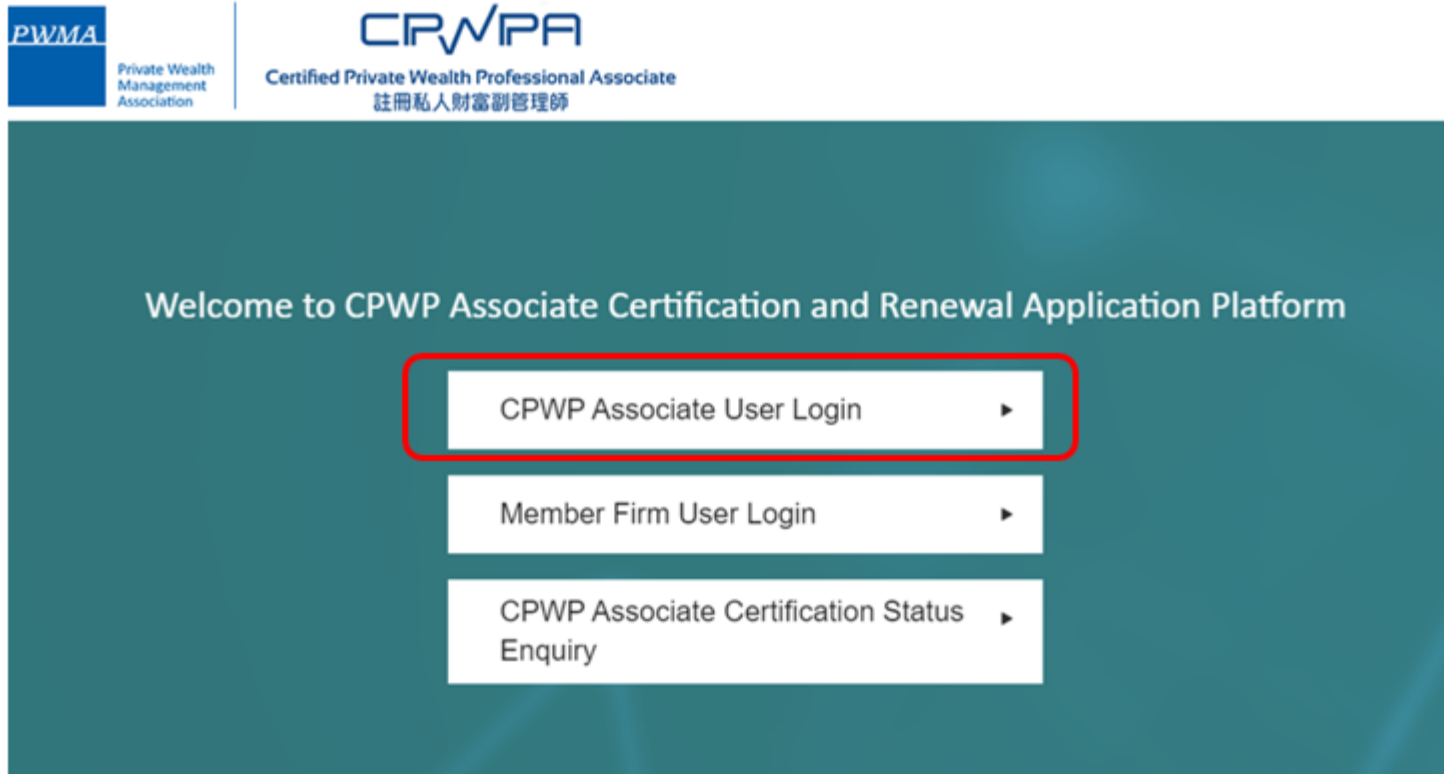 PWMA
Private Wealth
Management
Association
CPWPA
Certified Private Wealth Professional Associate
註冊私人財富副管理師
Welcome to CPWP Associate Certification and Renewal Application Platform
CPWP Associate User Login
Member Firm User Login
CPWP Associate Certification Status
Enquiry